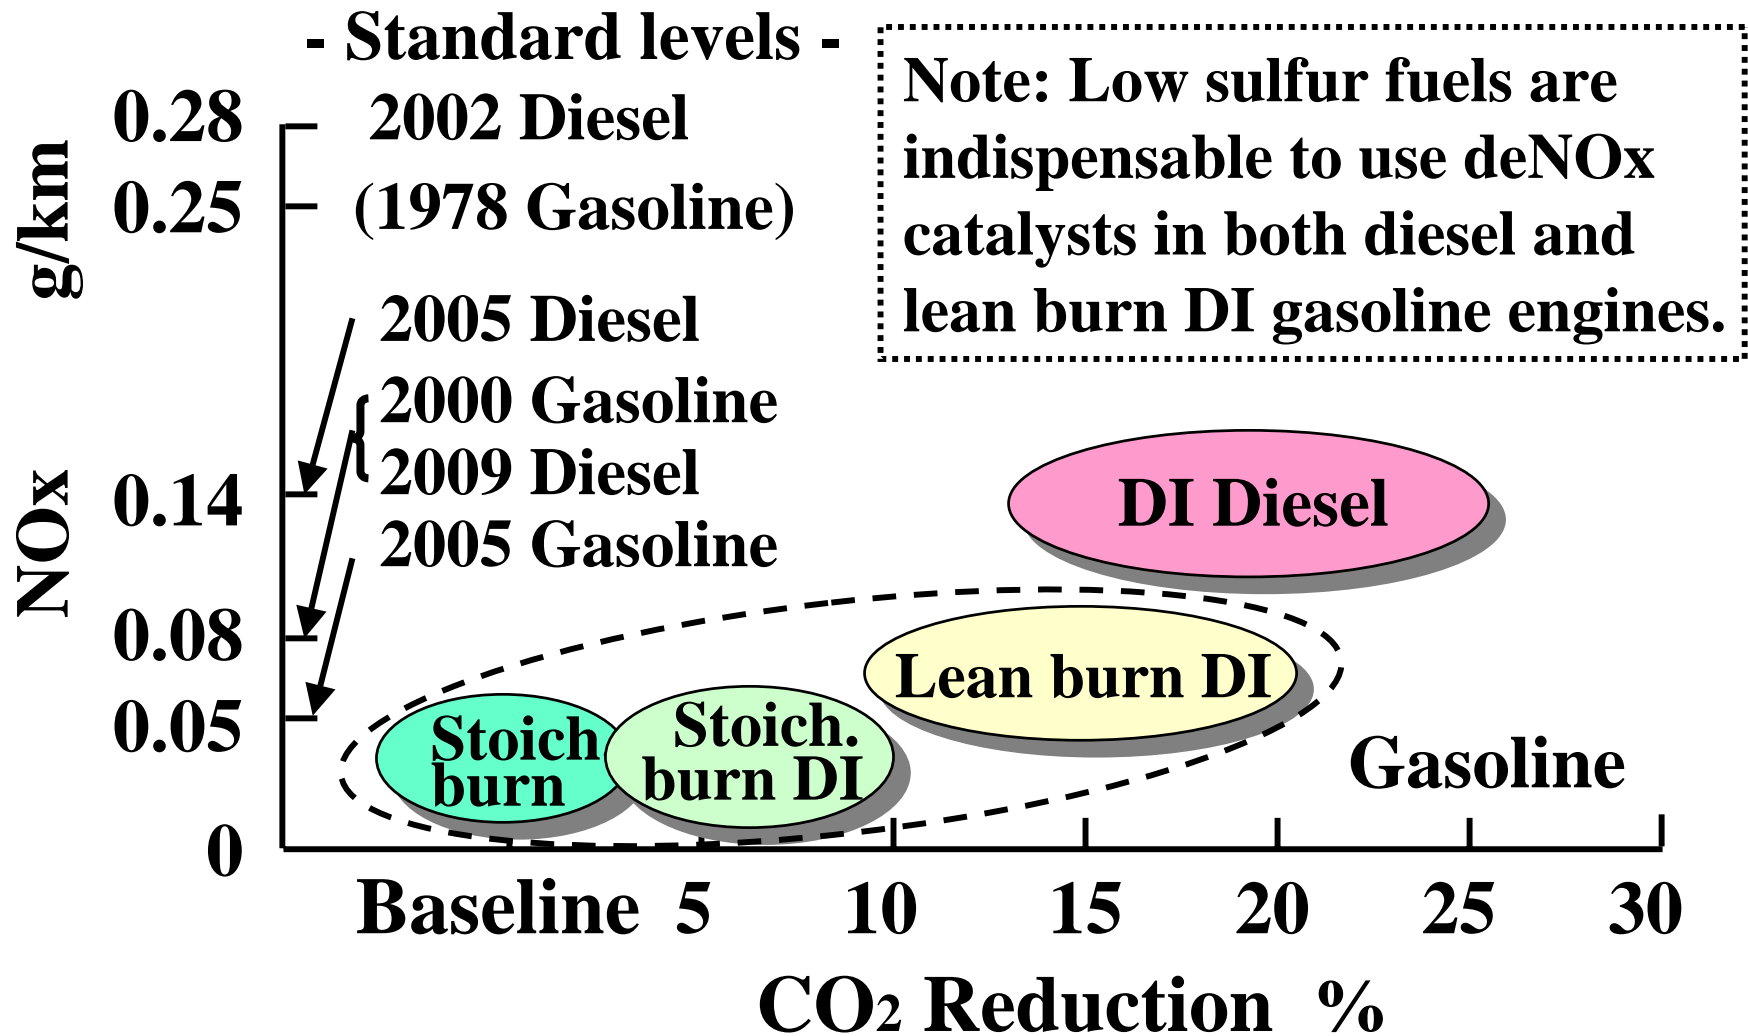 - Standard levels -
Note: Low sulfur fuels are
indispensable to use deNOx
catalysts in both diesel and
lean burn DI gasoline engines.
NOx g/km
0.28
2002 Diesel
0.25
(1978 Gasoline)
2005 Diesel
2000 Gasoline
2009 Diesel
0.14
2005 Gasoline
0.08
0.05
0
DI Diesel
Lean burn DI
Stoich
burn
Stoich.
burn DI
Gasoline
Baseline 5 10 15 20 25 30
CO2 Reduction %